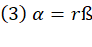 (3) α = rß